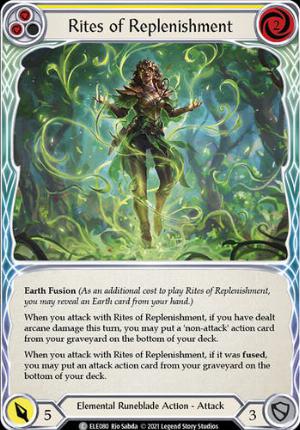 Rites of Replenishment
2
Earth Fusion (As an additional cost to play Rites of Replenishment,
you may reveal an Earth card from your hand.)
When you attack with Rites of Replenishment, if you have dealt
arcane damage this turn, you may put a 'non-attack' action card
from your graveyard on the bottom of your deck.
When you attack with Rites of Replenishment, if it was fused, you
may put an attack action card from your graveyard on the
bottom of your deck.
5
Elemental Runeblade Action - Attack
3
C ELE080 Rio Sabda © 2021 Legend Story Studios